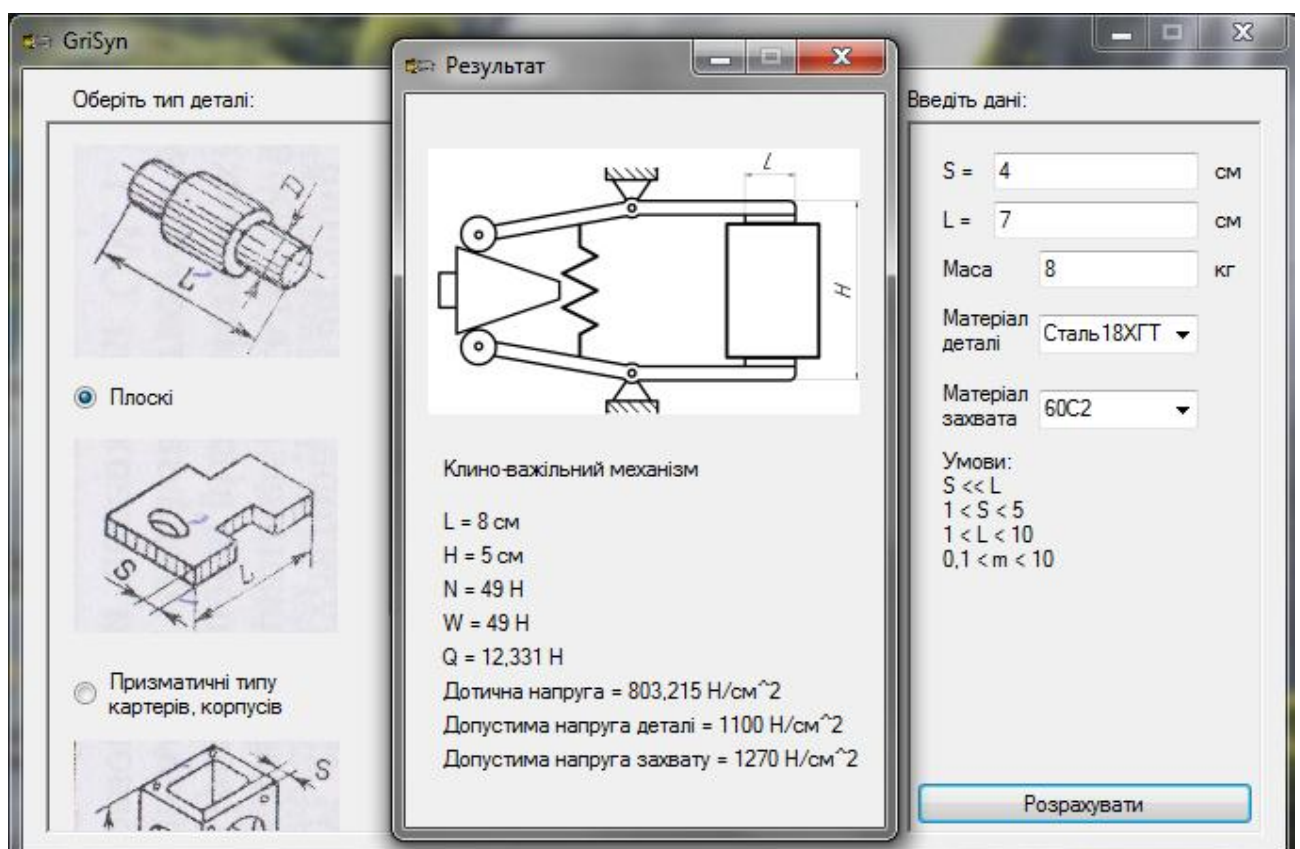 GriSyn
Оберіть тип деталі:
D
L
Плоскі
S
L
Призматичні типу
картерів, корпусів
S
Результат
L
H
Клино-важільний механізм
L = 8 см
H = 5 см
N = 49 Н
W = 49 Н
Q = 12,331 Н
Дотична напруга = 803,215 Н/см^2
Допустима напруга деталі = 1100 Н/см^2
Допустима напруга захвату = 1270 Н/см^2
Введіть дані:
S = 4 см
L = 7 см
Маса 8 кг
Матеріал
деталі Сталь18ХГТ
Матеріал
захвата 60С2
Умови:
S << L
1 < S < 5
1 < L < 10
0,1 < m < 10
Розрахувати